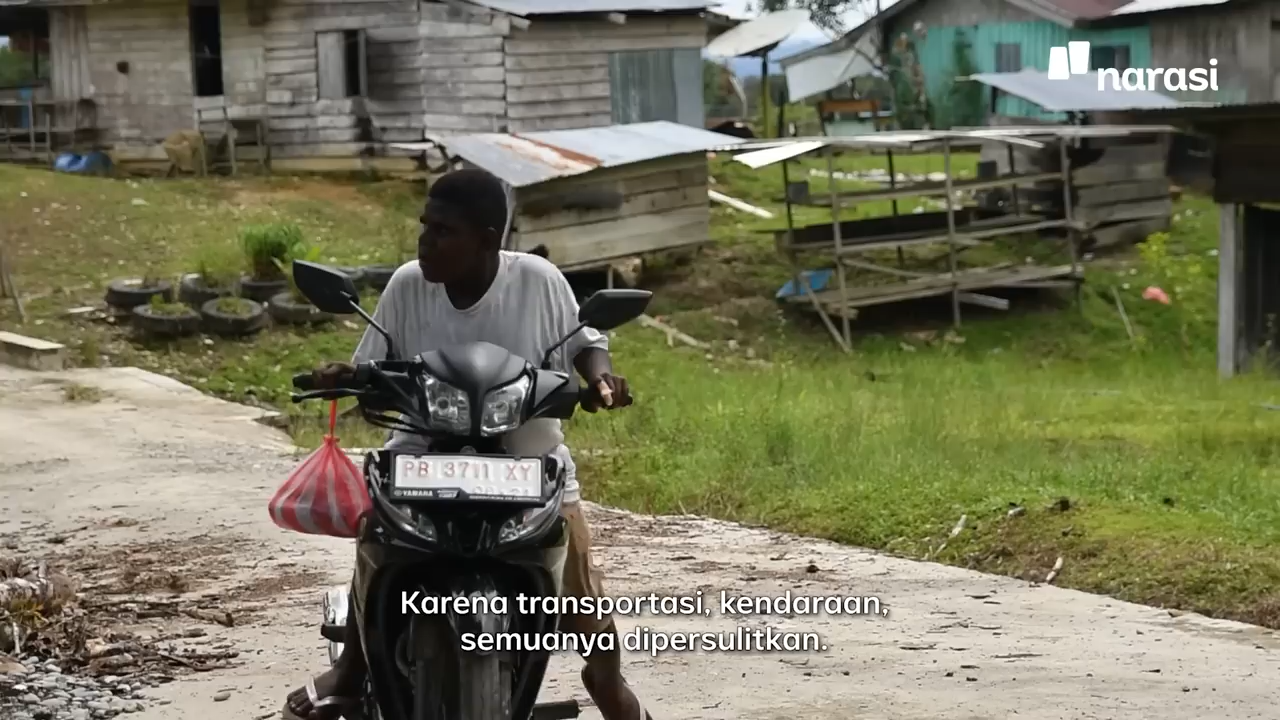 narasi
PB 3711 XY
YAMAHA
Karena transportasi, kendaraan,
semuanya dipersulitkan.